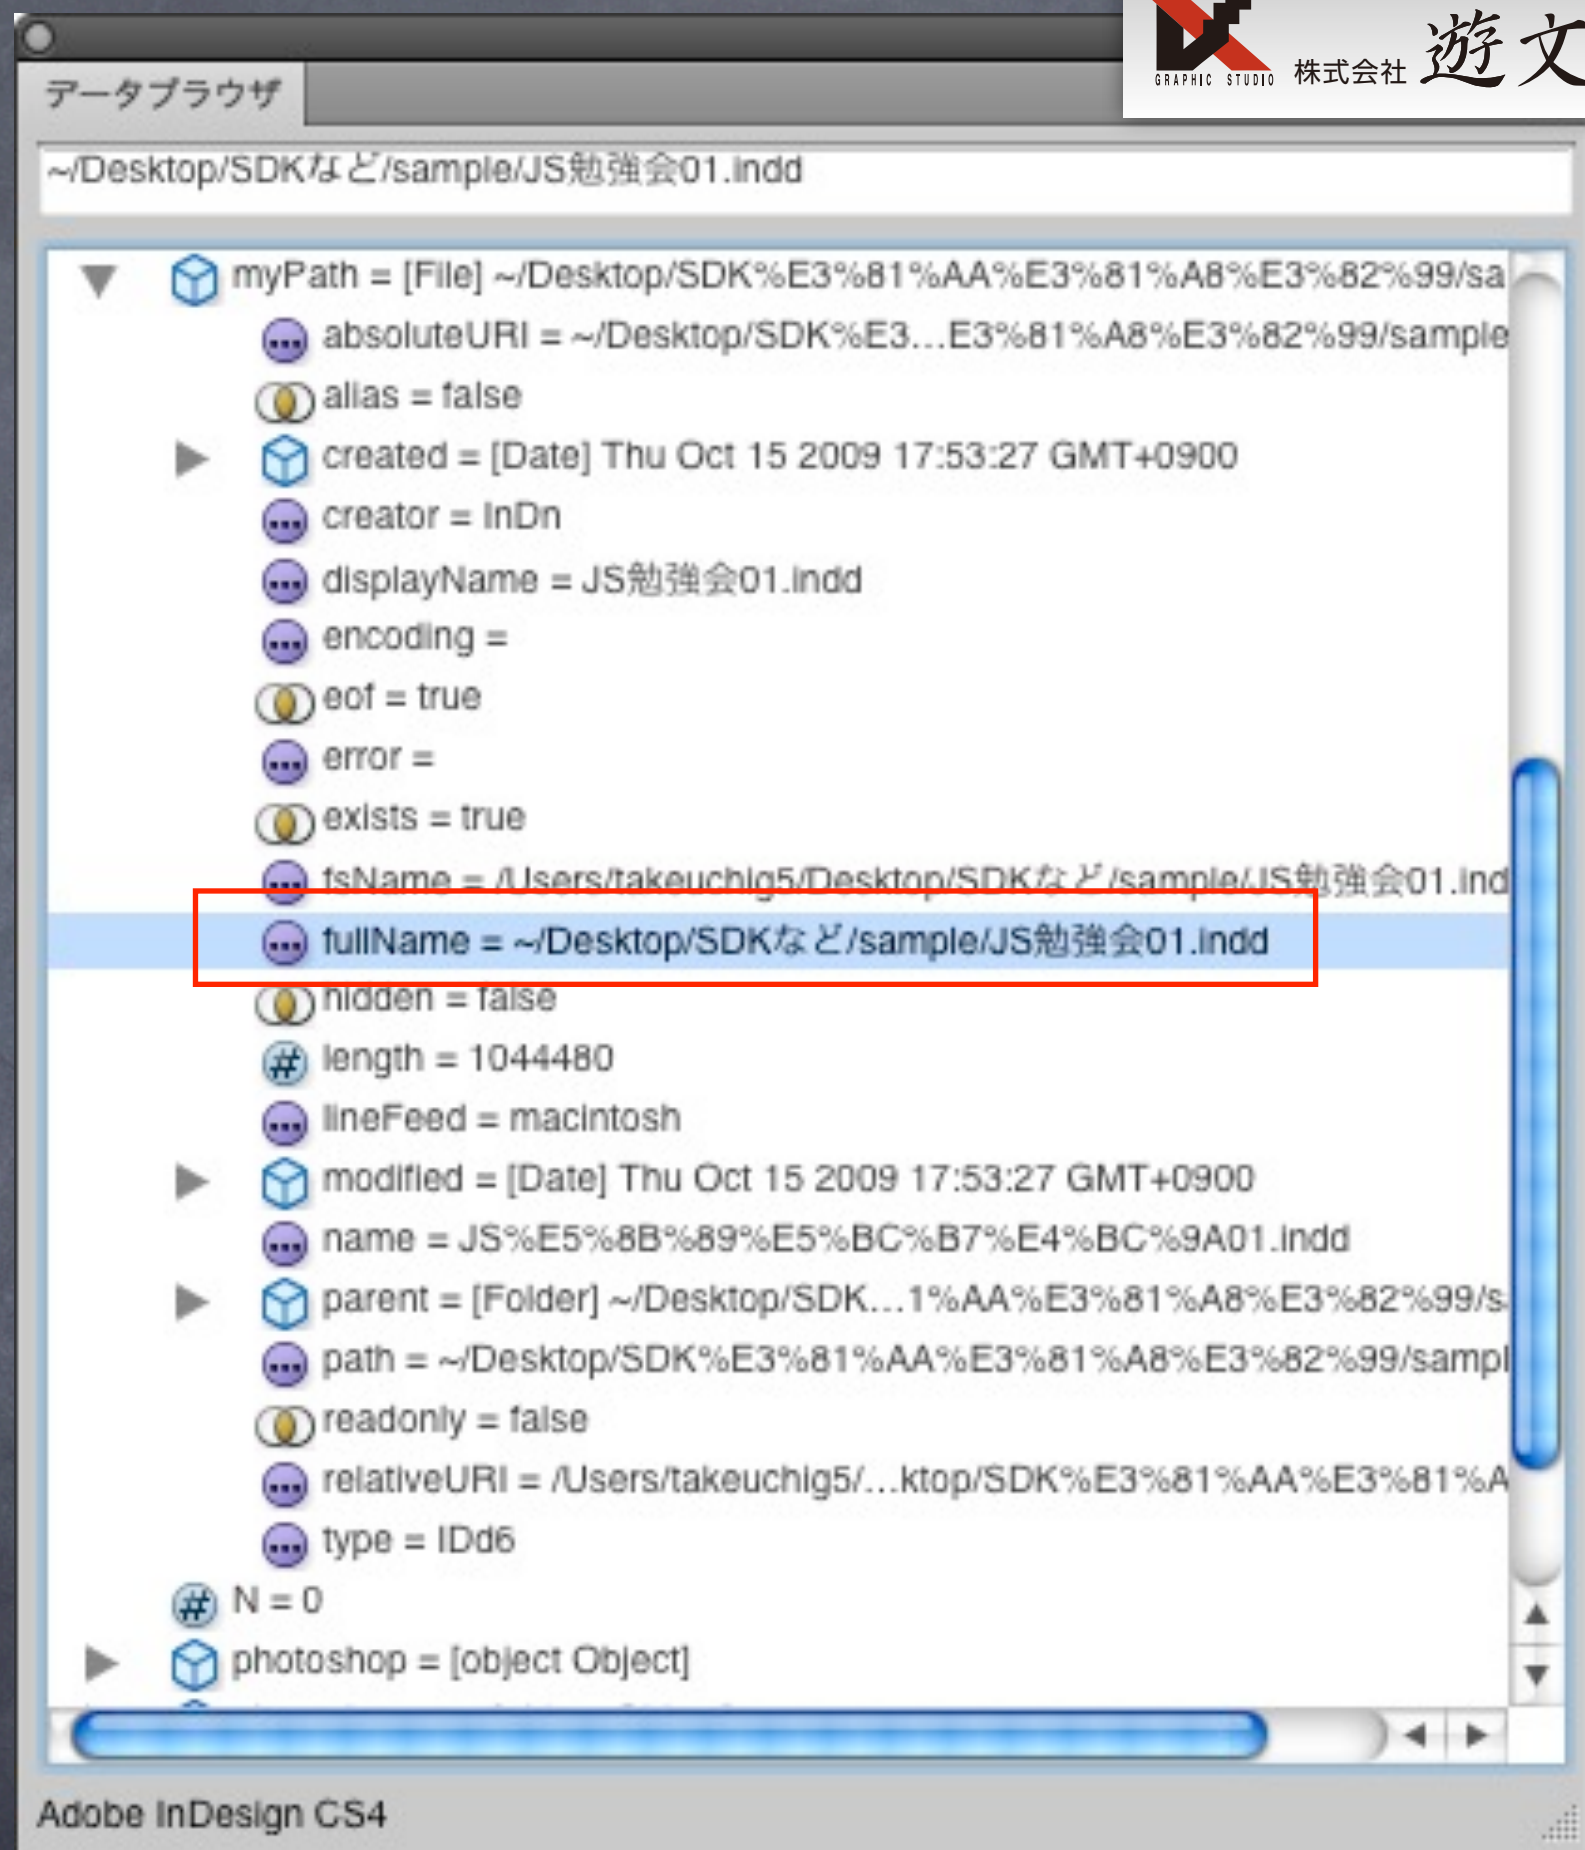 GRAPHIC STUDIO 株式会社 遊文
データブラウザ
~/Desktop/SDKなど/sample/JS勉強会01.indd
myPath = [File] ~/Desktop/SDK%E3%81%AA%E3%81%A8%E3%82%99/sa
absoluteURI = ~/Desktop/SDK%E3...E3%81%A8%E3%82%99/sample
alias = false
created = [Date] Thu Oct 15 2009 17:53:27 GMT+0900
creator = InDn
displayName = JS勉強会01.indd
encoding =
eof = true
error =
exists = true
fsName = /Users/takeuchig5/Desktop/SDKなど/sample/JS勉強会01.ind
fullName = ~/Desktop/SDKなど/sample/JS勉強会01.indd
hidden = false
length = 1044480
lineFeed = macintosh
modified = [Date] Thu Oct 15 2009 17:53:27 GMT+0900
name = JS%E5%8B%89%E5%BC%B7%E4%BC%9A01.indd
parent = [Folder] ~/Desktop/SDK...1%AA%E3%81%A8%E3%82%99/s
path = ~/Desktop/SDK%E3%81%AA%E3%81%A8%E3%82%99/sampl
readonly = false
relativeURI = /Users/takeuchig5/...ktop/SDK%E3%81%AA%E3%81%A
type = IDd6
N = 0
photoshop = [object Object]
Adobe InDesign CS4